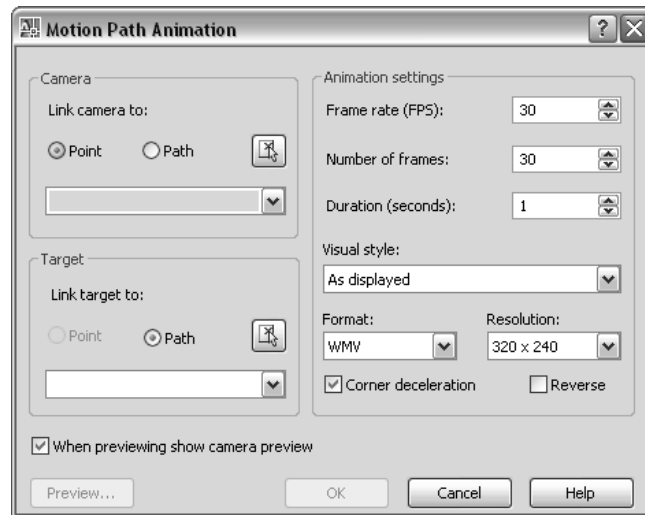 Motion Path Animation
Camera
Link camera to:
Point
Path
Target
Link target to:
Point
Path
Animation settings
Frame rate (FPS):
30
Number of frames:
30
Duration (seconds):
1
Visual style:
As displayed
Format:
Resolution:
WMV
320 x 240
Corner deceleration
Reverse
When previewing show camera preview
Preview...
OK
Cancel
Help